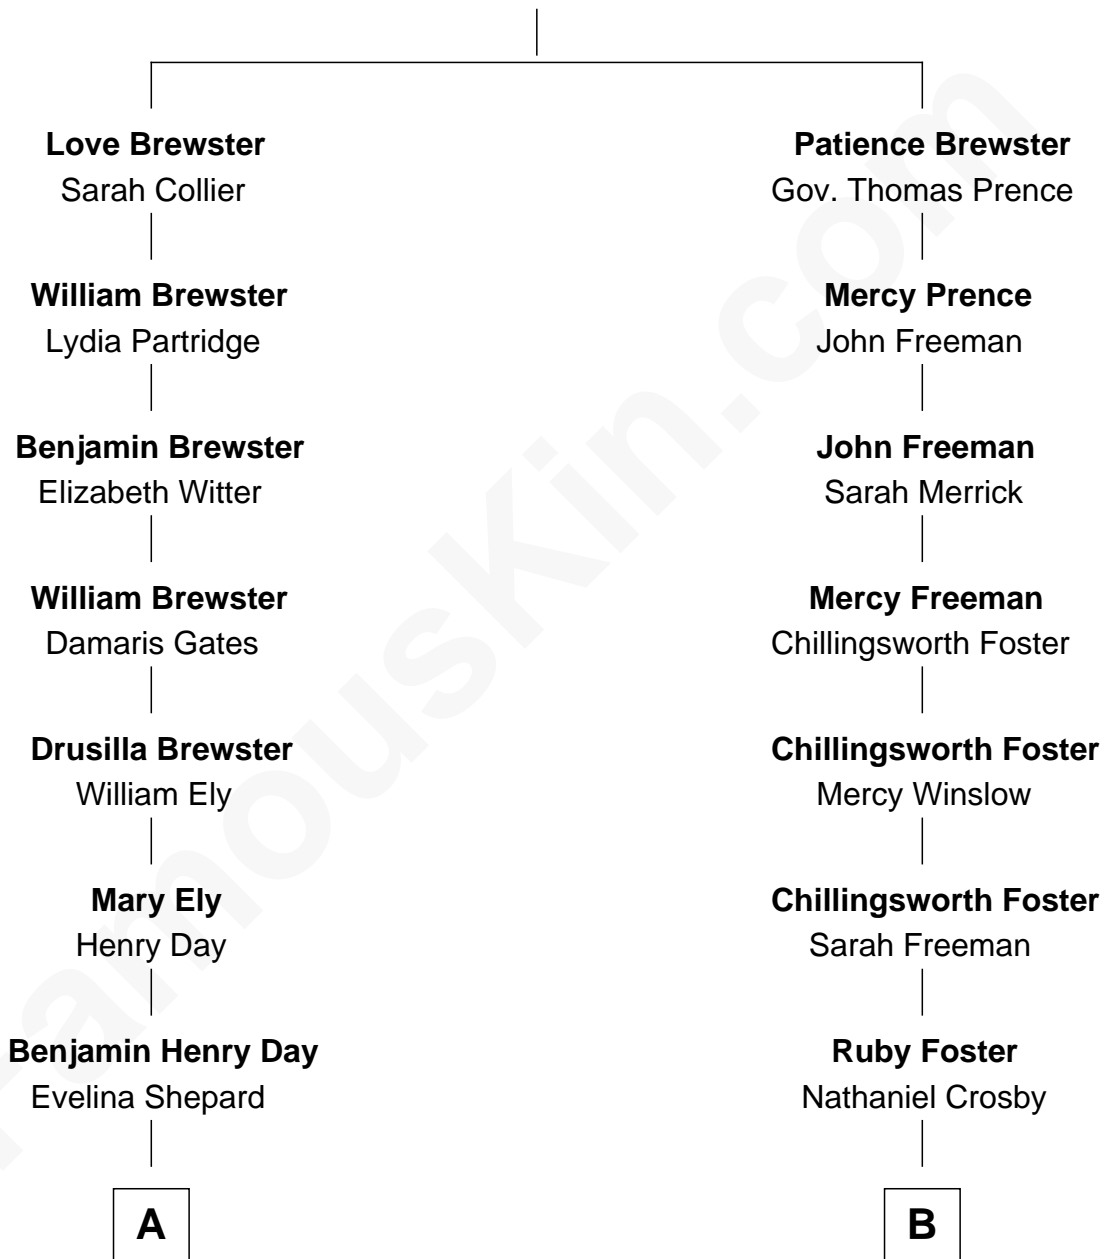 Love Brewster
Sarah Collier
William Brewster
Lydia Partridge
Benjamin Brewster
Elizabeth Witter
William Brewster
Damaris Gates
Drusilla Brewster
William Ely
Mary Ely
Henry Day
Benjamin Henry Day
Evelina Shepard
A
Patience Brewster
Gov. Thomas Prence
Mercy Prence
John Freeman
John Freeman
Sarah Merrick
Mercy Freeman
Chillingsworth Foster
Chillingsworth Foster
Mercy Winslow
Chillingsworth Foster
Sarah Freeman
Ruby Foster
Nathaniel Crosby
B
FamousKin.com